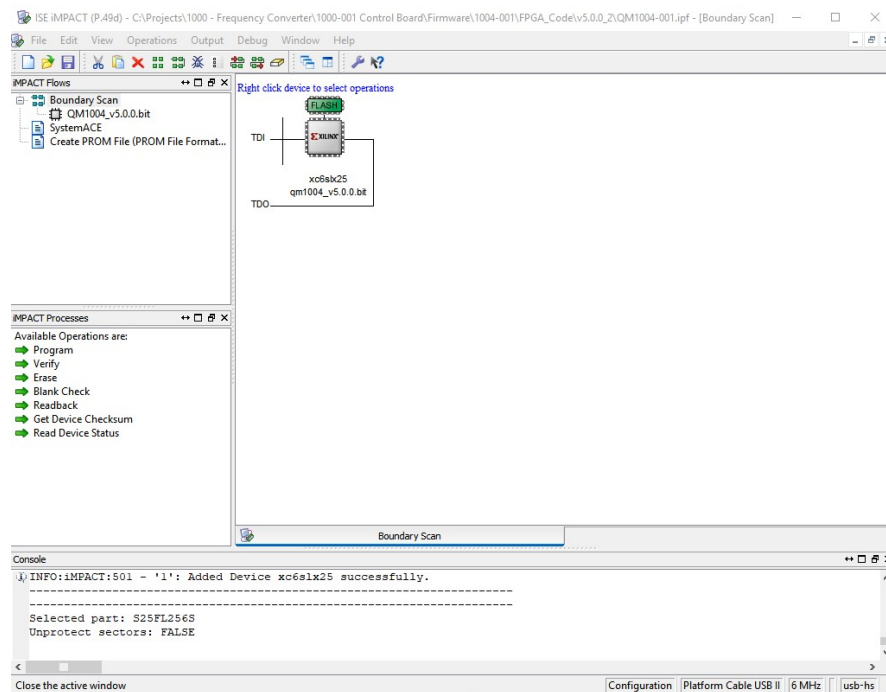 ISE iMPACT (P.49d) - C:\Projects\1000 - Frequency Converter\1000-001 Control Board\Firmware\1004-001\FPGA_Code\v5.0.0_2\QM1004-001.ipf - [Boundary Scan]
File Edit View Operations Output Debug Window Help
iMPACT Flows
Boundary Scan
QM1004_v5.0.0.bit
SystemACE
Create PROM File (PROM File Format...
Right click device to select operations
FLASH
TDI
XILINX
xc6slx25
qm1004_v5.0.0.bit
TDO
iMPACT Processes
Available Operations are:
Program
Verify
Erase
Blank Check
Readback
Get Device Checksum
Read Device Status
Boundary Scan
Console
INFO:iMPACT:501 - '1': Added Device xc6slx25 successfully.
----------------------------------------------------------------------
----------------------------------------------------------------------
Selected part: S25FL256S
Unprotect sectors: FALSE
Close the active window
Configuration Platform Cable USB II 6 MHz usb-hs